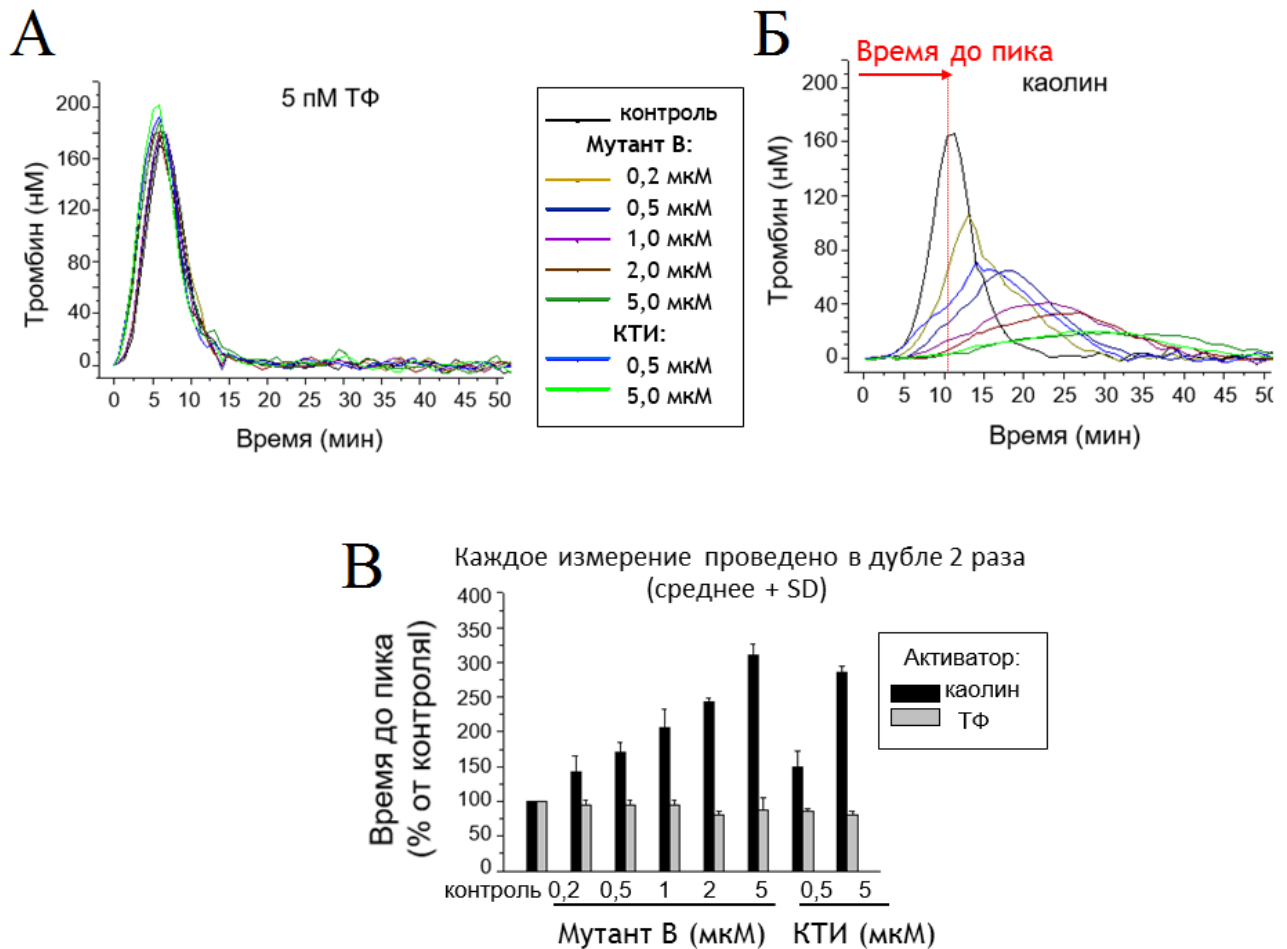 А
5 пМ ТФ
200
160
120
80
40
0
Тромбин (нМ)
0 5 10 15 20 25 30 35 40 45 50
Время (мин)
контроль
Мутант В:
0,2 мкМ
0,5 мкМ
1,0 мкМ
2,0 мкМ
5,0 мкМ
КТИ:
0,5 мкМ
5,0 мкМ
Б
Время до пика
каолин
200
160
120
80
40
0
Тромбин (нМ)
0 5 10 15 20 25 30 35 40 45 50
Время (мин)
В
Каждое измерение проведено в дубле 2 раза
(среднее + SD)
400
350
300
250
200
150
100
50
0
Время до пика
(% от контроляl)
Активатор:
каолин
ТФ
контроль 0,2 0,5 1 2 5 0,5 5
Мутант В (мкМ) КТИ (мкМ)